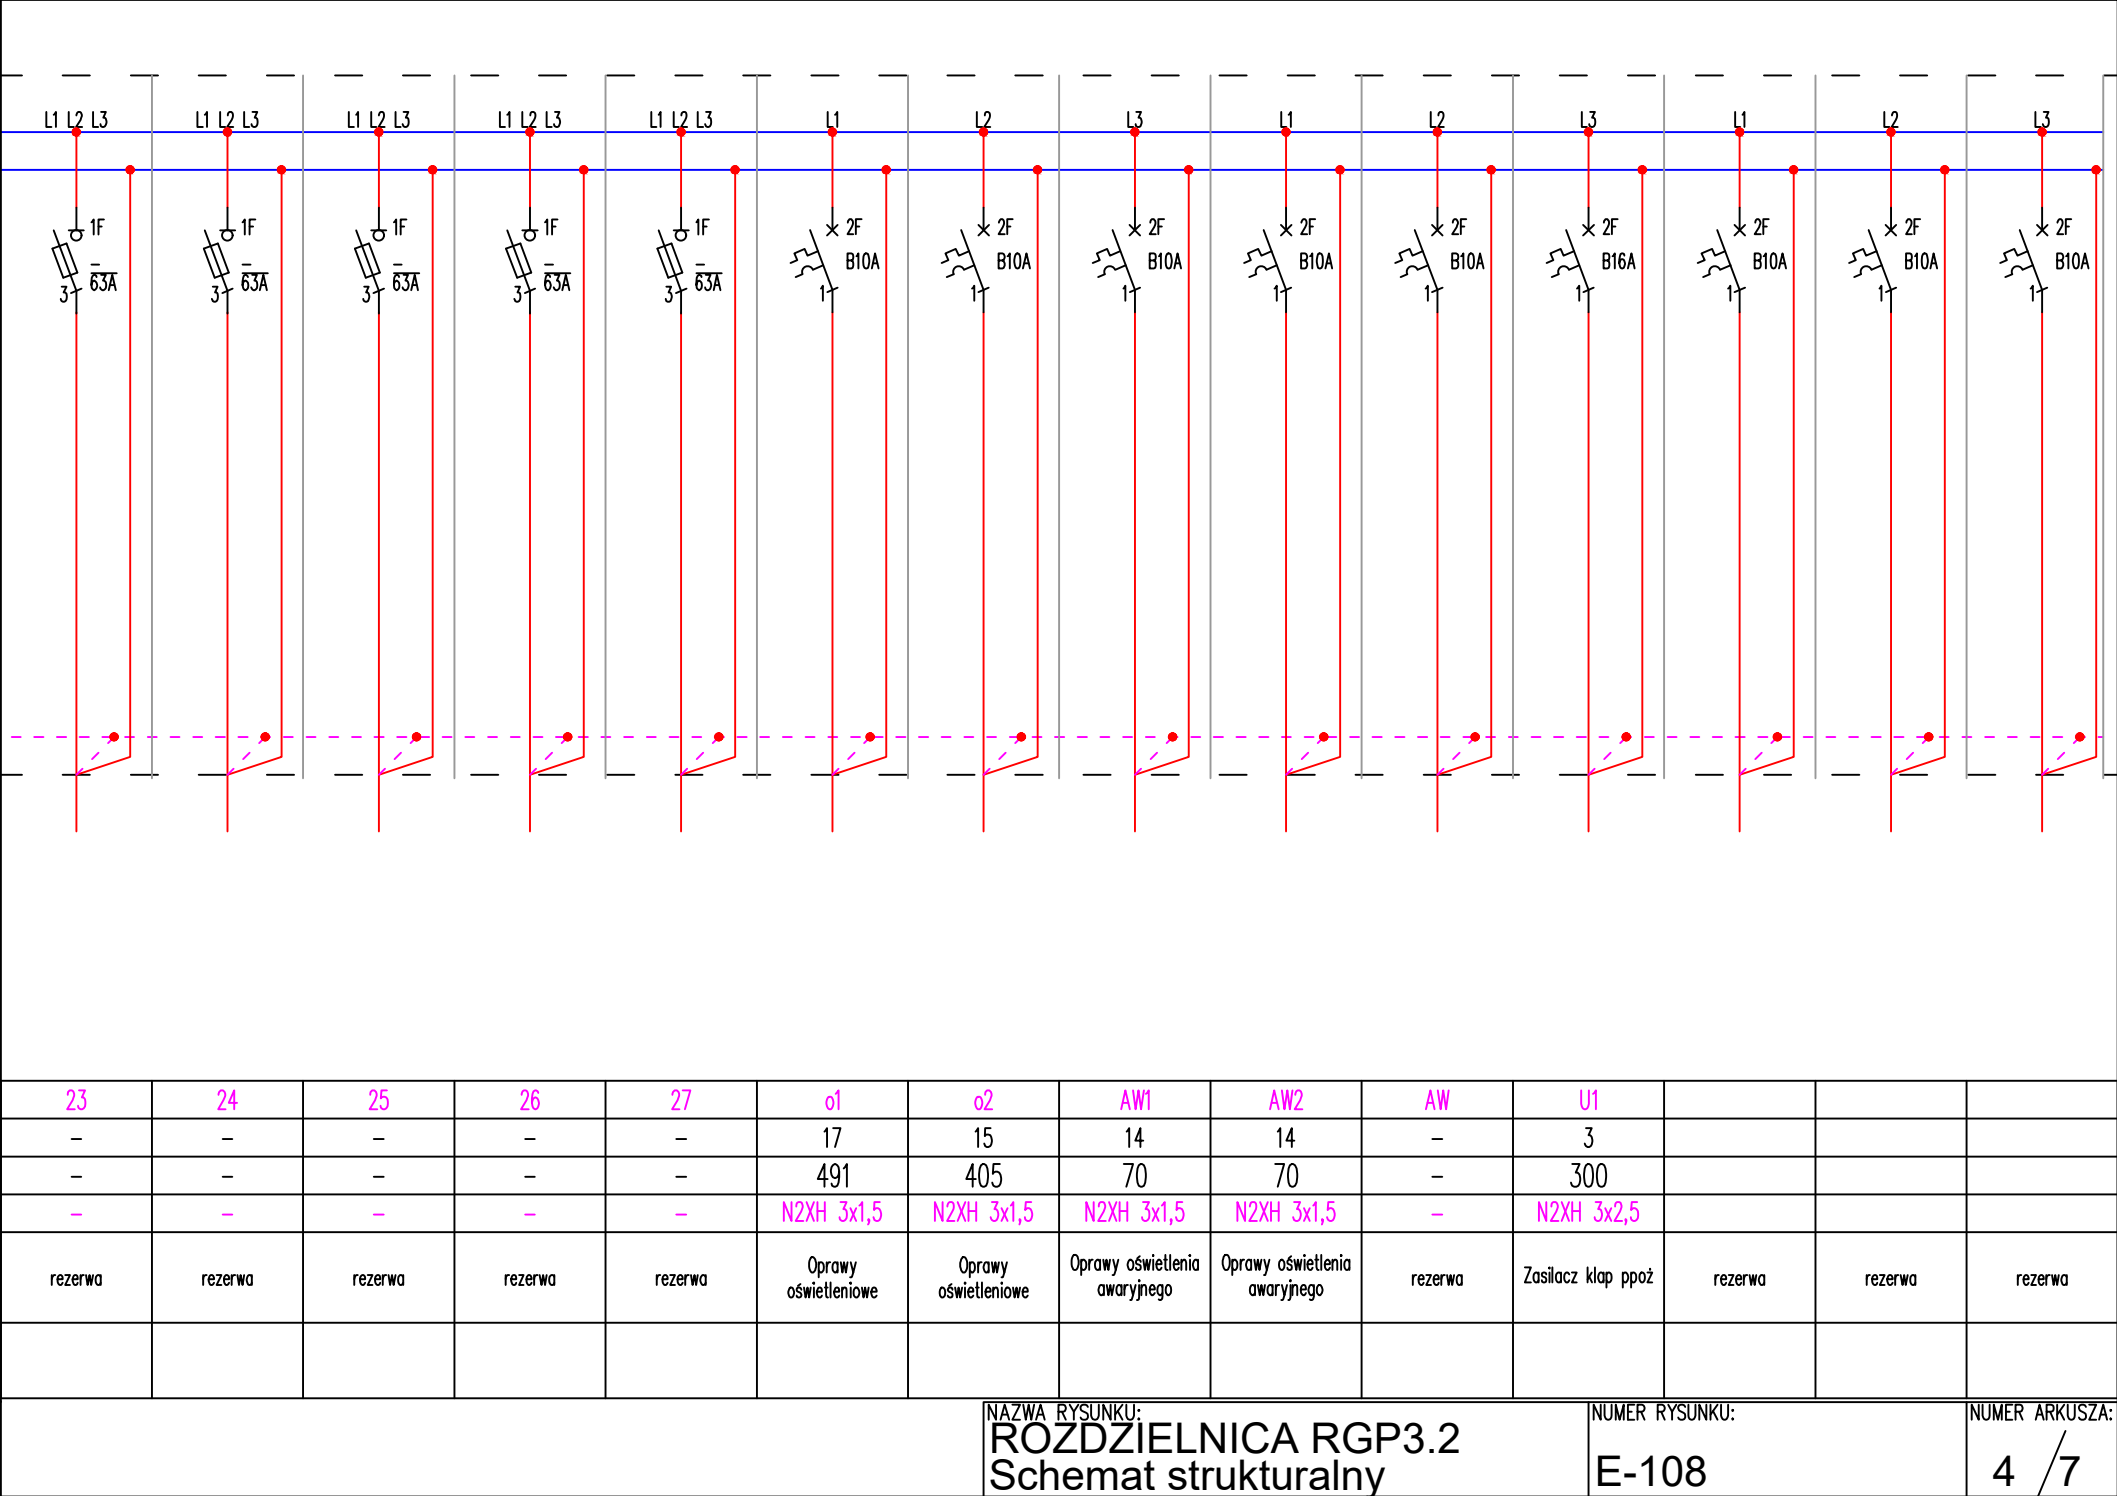 L1 L2 L3 L1 L2 L3 L1 L2 L3 L1 L2 L3 L1 L2 L3 L1 L2 L3 L1 L2 L3 L1 L2 L3
1F 1F 1F 1F 1F 2F 2F 2F 2F 2F 2F 2F 2F 2F
– – – – – B10A B10A B10A B10A B10A B16A B10A B10A B10A
63A 63A 63A 63A 63A
3 3 3 3 3 1 1 1 1 1 1 1 1 1
23 24 25 26 27 o1 o2 AW1 AW2 AW U1
– – – – – 17 15 14 14 – 3
– – – – – 491 405 70 70 – 300
– – – – – N2XH 3x1,5 N2XH 3x1,5 N2XH 3x1,5 N2XH 3x1,5 – N2XH 3x2,5
rezerwa
rezerwa
rezerwa
rezerwa
rezerwa
Oprawy
oświetleniowe
Oprawy
oświetleniowe
Oprawy oświetlenia
awaryjnego
Oprawy oświetlenia
awaryjnego
rezerwa
Zasilacz klap ppoż
rezerwa
rezerwa
rezerwa
NAZWA RYSUNKU:
ROZDZIELNICA RGP3.2
Schemat strukturalny
NUMER RYSUNKU:
E-108
NUMER ARKUSZA:
4/7